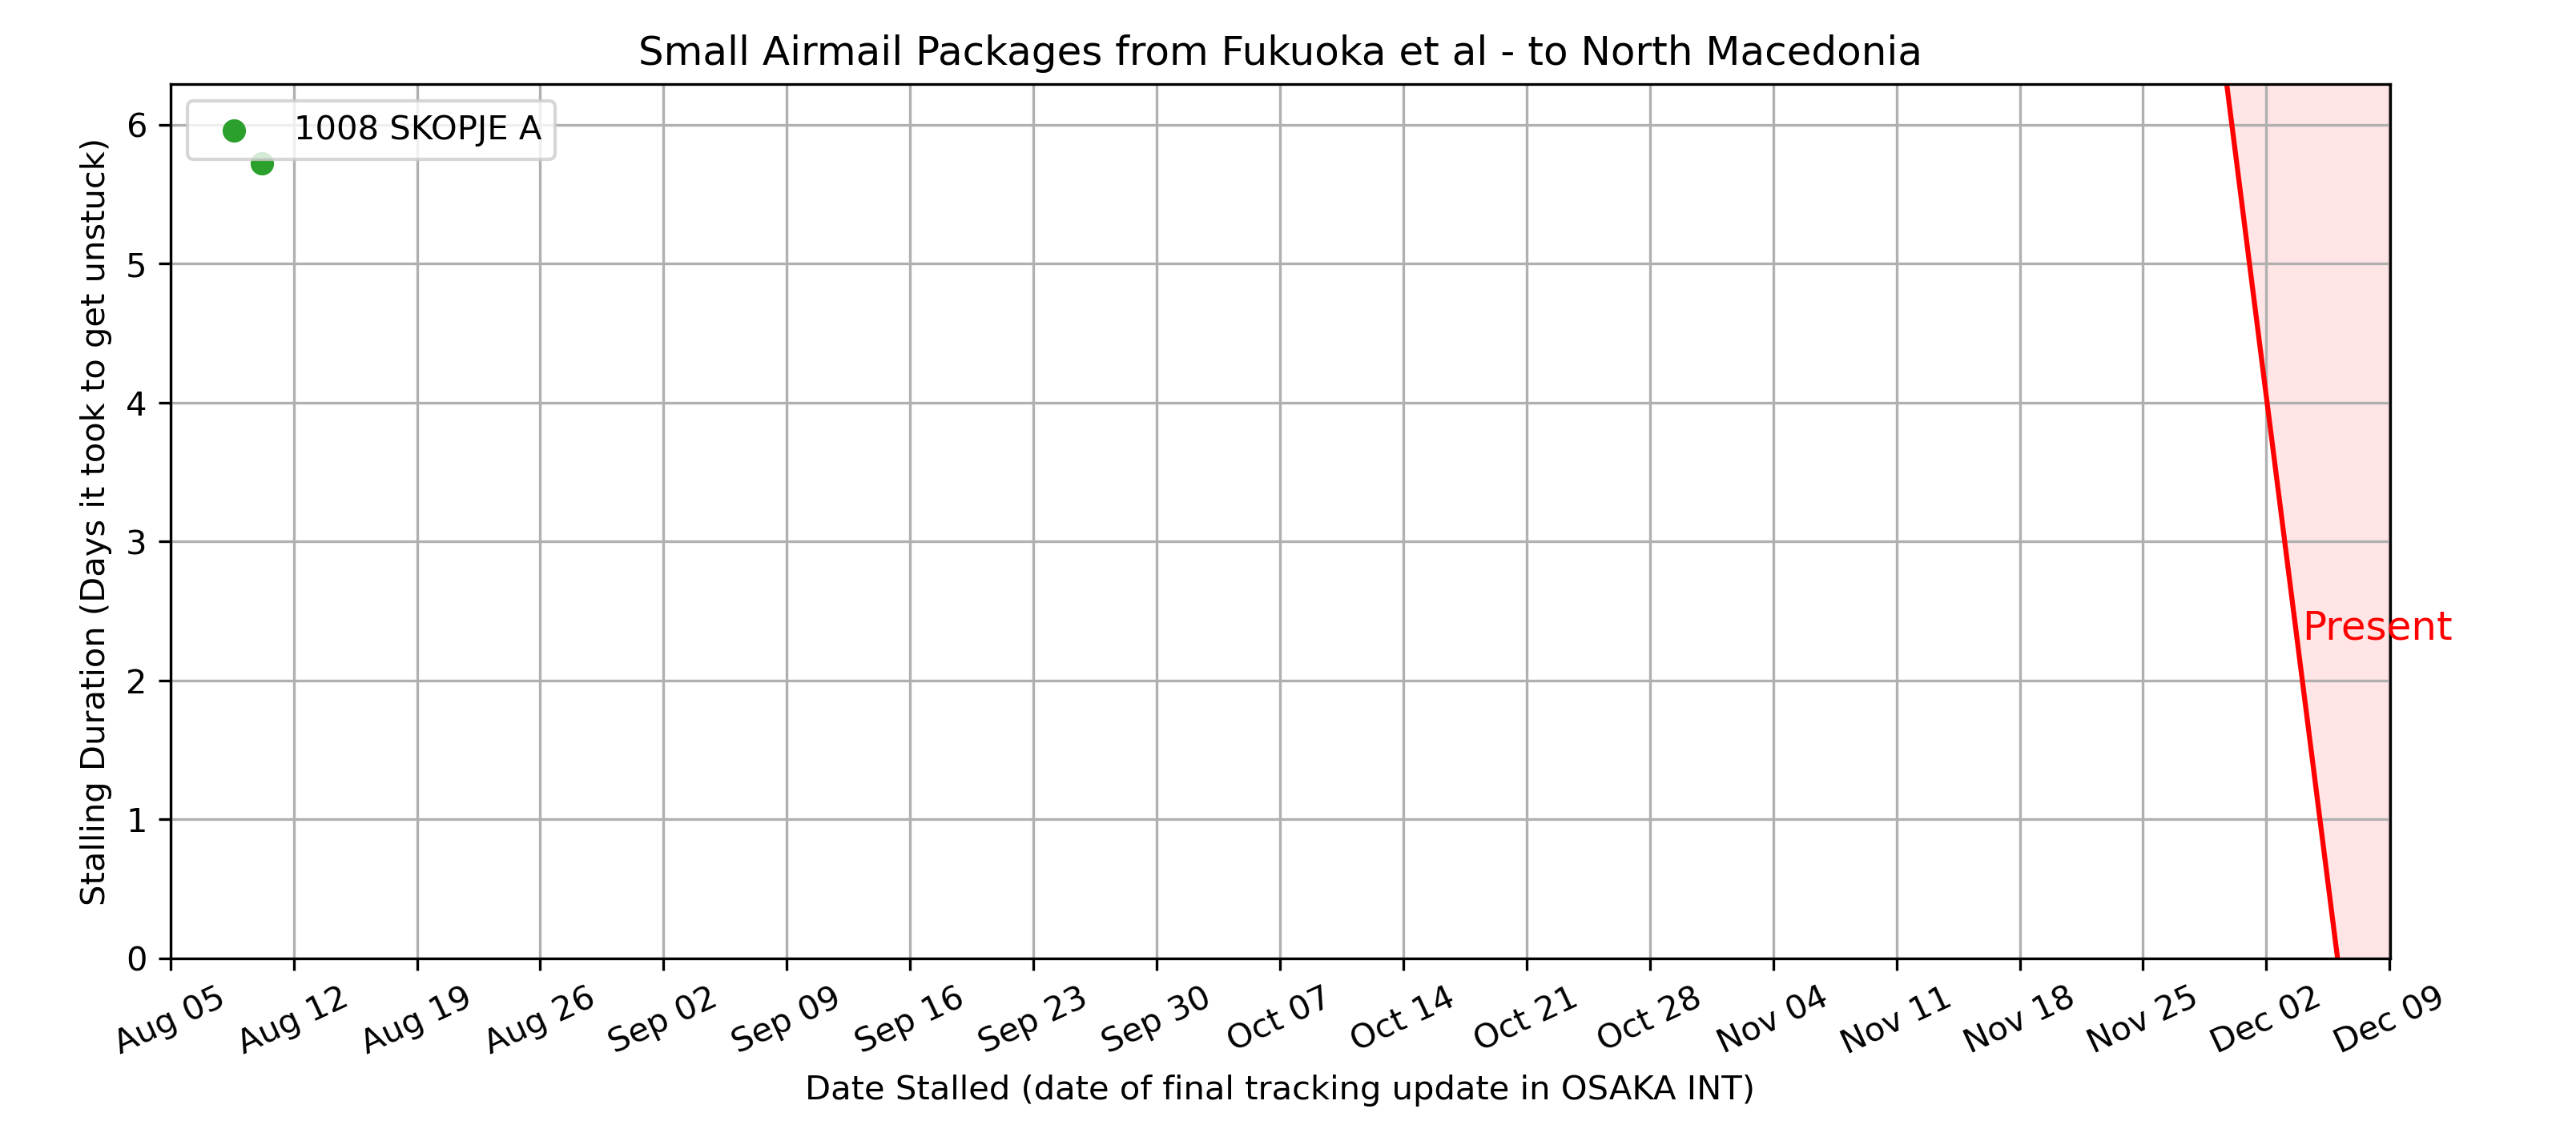 Small Airmail Packages from Fukuoka et al - to North Macedonia
1008 SKOPJE A
Stalling Duration (Days it took to get unstuck)
6
5
4
3
2
1
0
Present
Aug 05 Aug 12 Aug 19 Aug 26 Sep 02 Sep 09 Sep 16 Sep 23 Sep 30 Oct 07 Oct 14 Oct 21 Oct 28 Nov 04 Nov 11 Nov 18 Nov 25 Dec 02 Dec 09
Date Stalled (date of final tracking update in OSAKA INT)